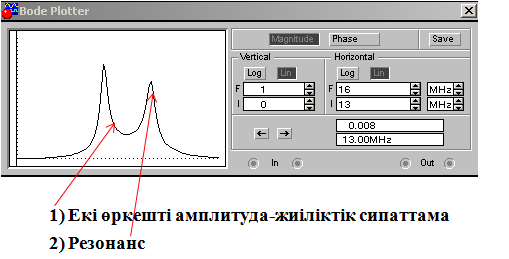 Bode Plotter
Magnitude Phase Save
Vertical Horizontal
Log Lin Log Lin
F 1 F 16 MHz
I 0 I 13 MHz
0.008
13.00MHz
In Out
1) Екі өркешті амплитуда-жиіліктік сипаттама
2) Резонанс